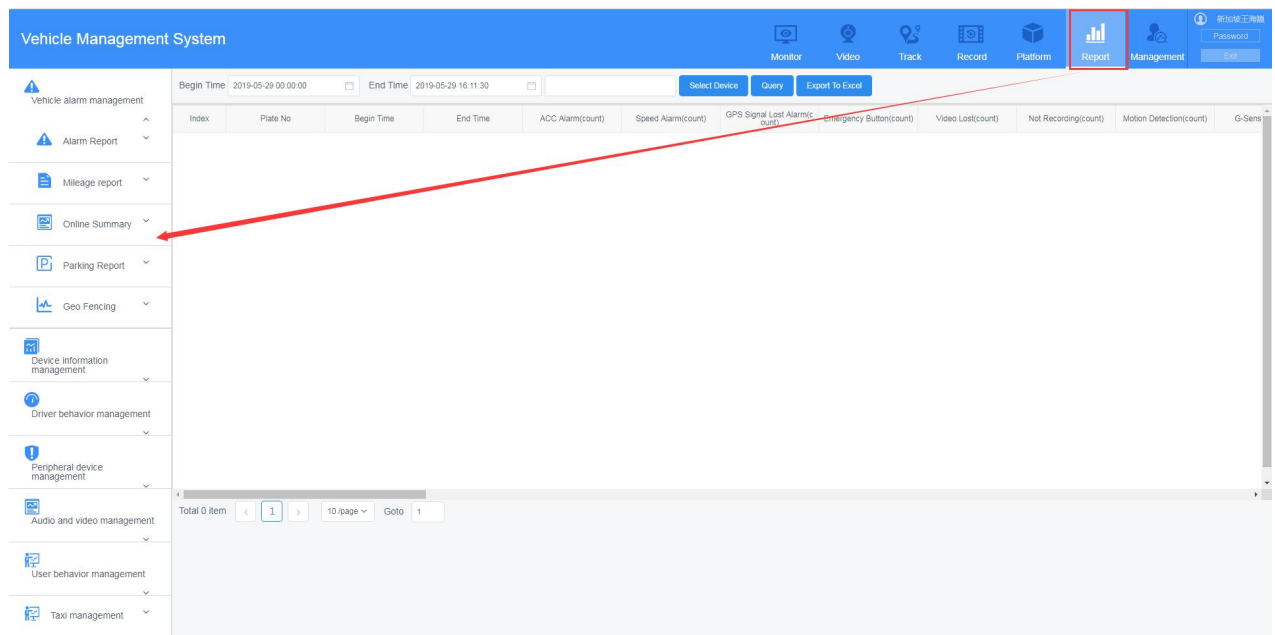 Vehicle Management System
Monitor
Video
Track
Record
Platform
Report
Management
新加坡王海鵬
Password
Exit
Vehicle alarm management
Alarm Report
Mileage report
Online Summary
Parking Report
Geo Fencing
Device information
management
Driver behavior management
Peripheral device
management
Audio and video management
User behavior management
Taxi management
Begin Time 2019-05-29 00:00:00 End Time 2019-05-29 16:11:30 Select Device Query Export To Excel
Index Plate No Begin Time End Time ACC Alarm(count) Speed Alarm(count) GPS Signal Lost Alarm(c
ount) Emergency Button(count) Video Lost(count) Not Recording(count) Motion Detection(count) G-Sens
Total 0 item < 1 > 10 /page Goto 1